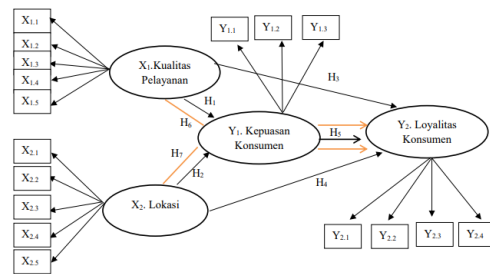 X1.1
X1.2
X1.3
X1.4
X1.5
X1.Kualitas
Pelayanan
Y1.1
Y1.2
Y1.3
H3
H1
H6
Y1. Kepuasan
Konsumen
H5
Y2. Loyalitas
Konsumen
H7
H2
H4
X2.1
X2.2
X2.3
X2.4
X2.5
X2. Lokasi
Y2.1
Y2.2
Y2.3
Y2.4